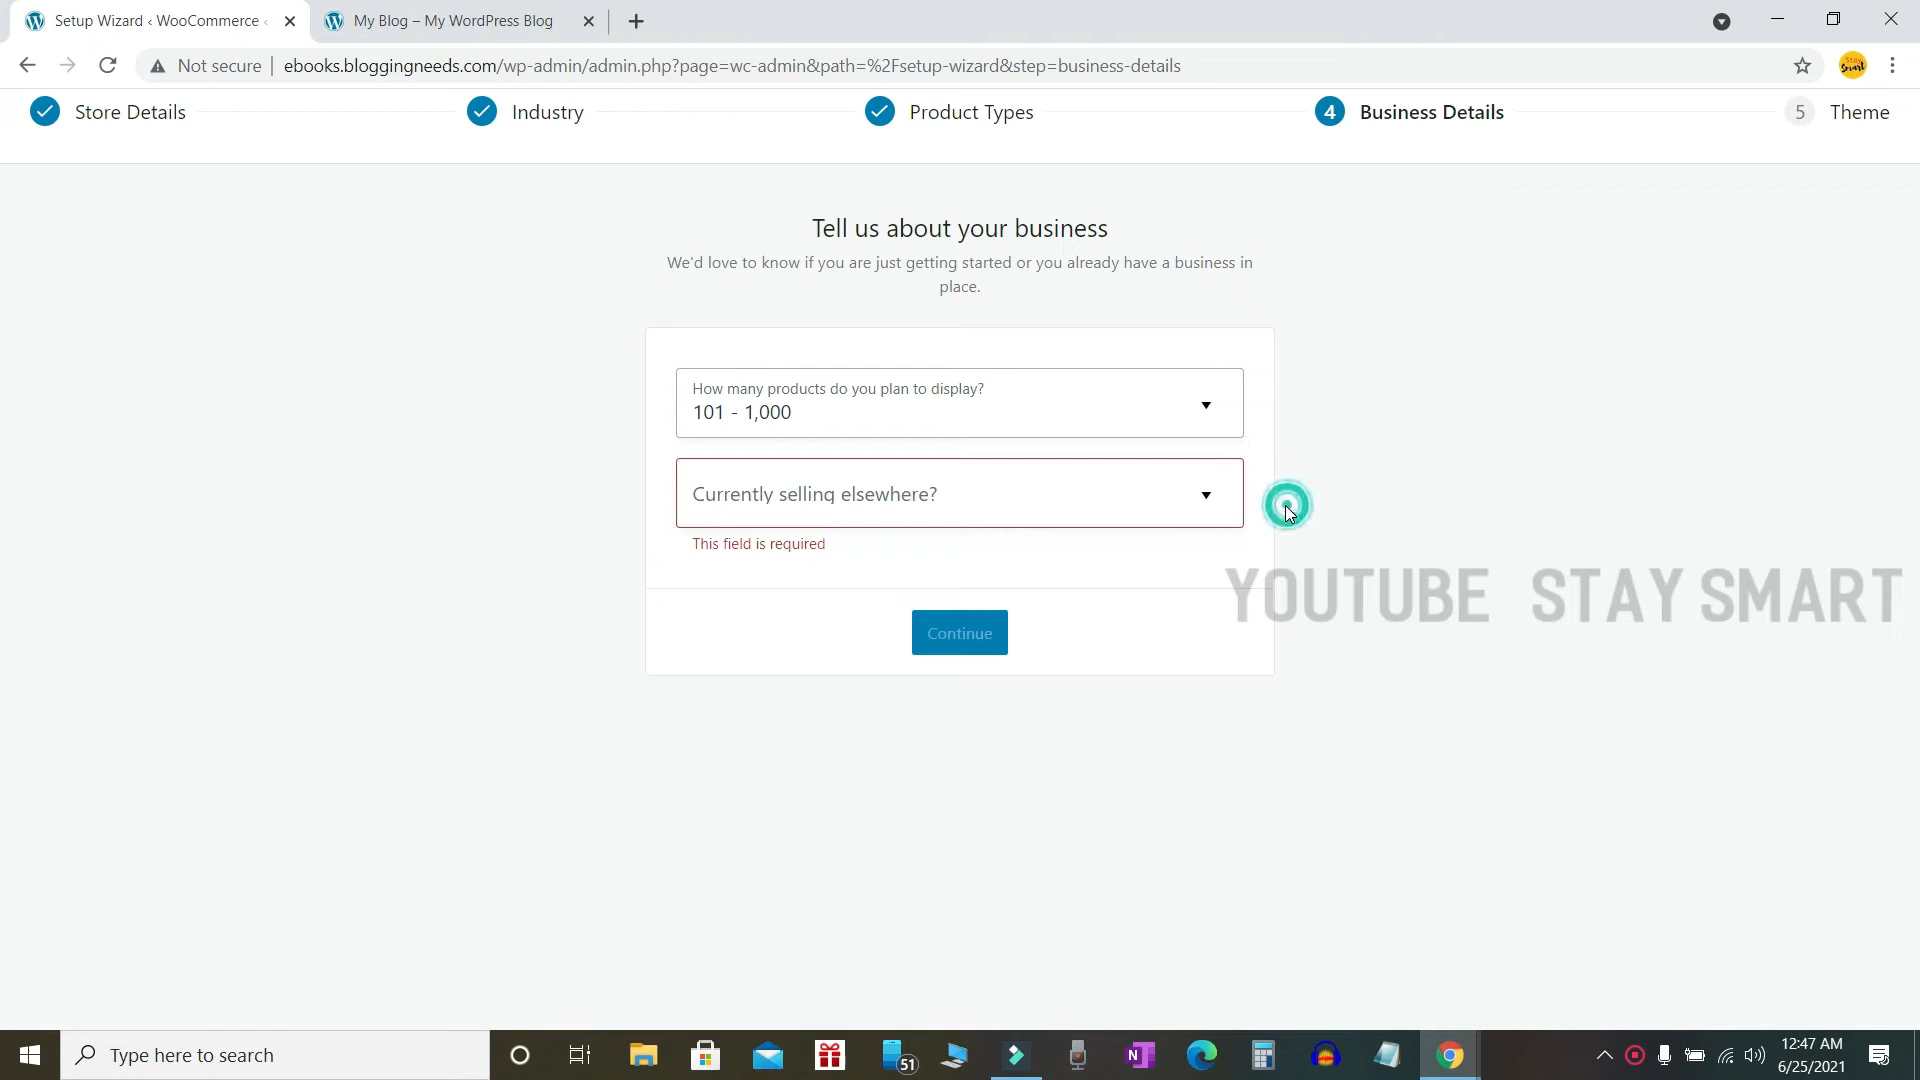 Setup Wizard ‹ WooCommerce ‹
My Blog – My WordPress Blog
Not secure
ebooks.bloggingneeds.com/wp-admin/admin.php?page=wc-admin&path=%2Fsetup-wizard&step=business-details
Stay Smart
Store Details
Industry
Product Types
4 Business Details
5 Theme
Tell us about your business
We'd love to know if you are just getting started or you already have a business in
place.
How many products do you plan to display?
101 - 1,000
Currently selling elsewhere?
This field is required
YOUTUBE STAY SMART
Continue
Type here to search
51
N
12:47 AM
6/25/2021